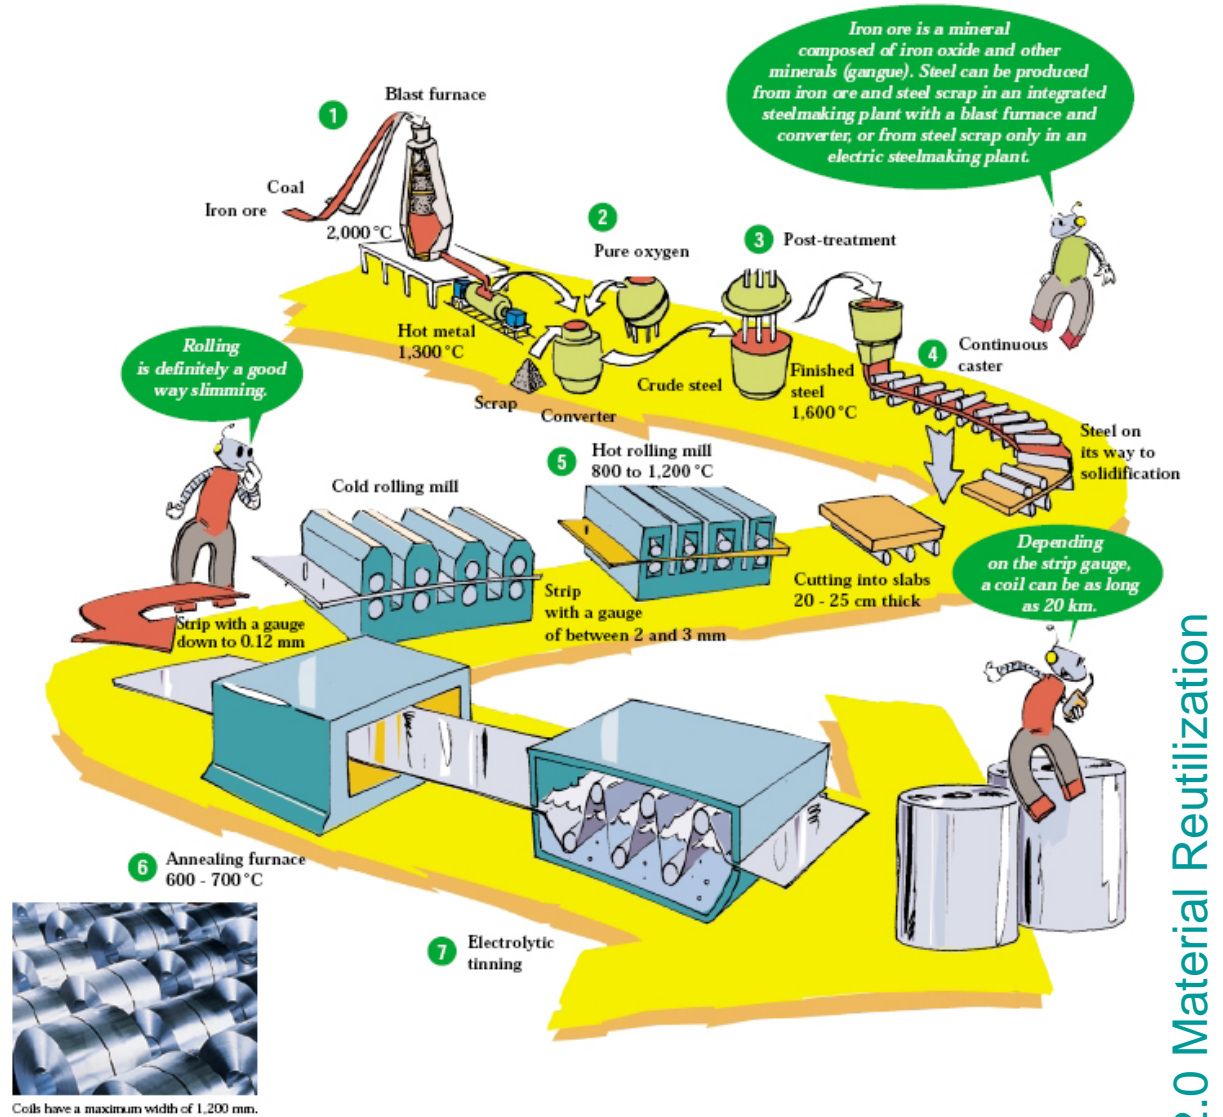 Iron ore is a mineral
composed of iron oxide and other
minerals (gangue). Steel can be produced
from iron ore and steel scrap in an integrated
steelmaking plant with a blast furnace and
converter, or from steel scrap only in an
electric steelmaking plant.
1
Blast furnace
Coal
Iron ore
2,000 °C
2
Pure oxygen
3 Post-treatment
Hot metal
1,300 °C
Scrap
Converter
Crude steel
Finished
steel
1,600 °C
4
Continuous
caster
Steel on
its way to
solidification
Rolling
is definitely a good
way slimming.
5
Hot rolling mill
800 to 1,200 °C
Cold rolling mill
Cutting into slabs
20 - 25 cm thick
Depending
on the strip gauge,
a coil can be as long
as 20 km.
Strip
with a gauge
of between 2 and 3 mm
Strip with a gauge
down to 0.12 mm
6
Annealing furnace
600 - 700 °C
7
Electrolytic
tinning
Coils have a maximum width of 1,200 mm.
.0 Material Reutilization